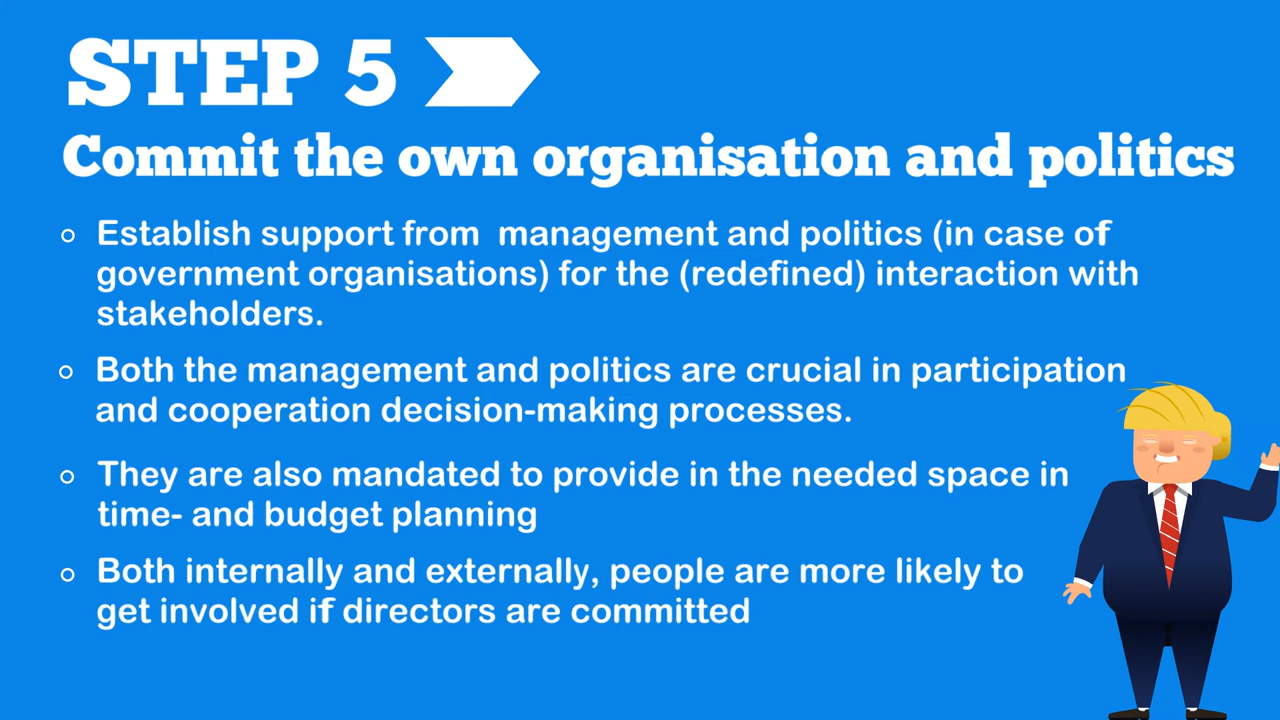 STEP 5
Commit the own organisation and politics
Establish support from management and politics (in case of
government organisations) for the (redefined) interaction with
stakeholders.
Both the management and politics are crucial in participation
and cooperation decision-making processes.
They are also mandated to provide in the needed space in
time- and budget planning
Both internally and externally, people are more likely to
get involved if directors are committed